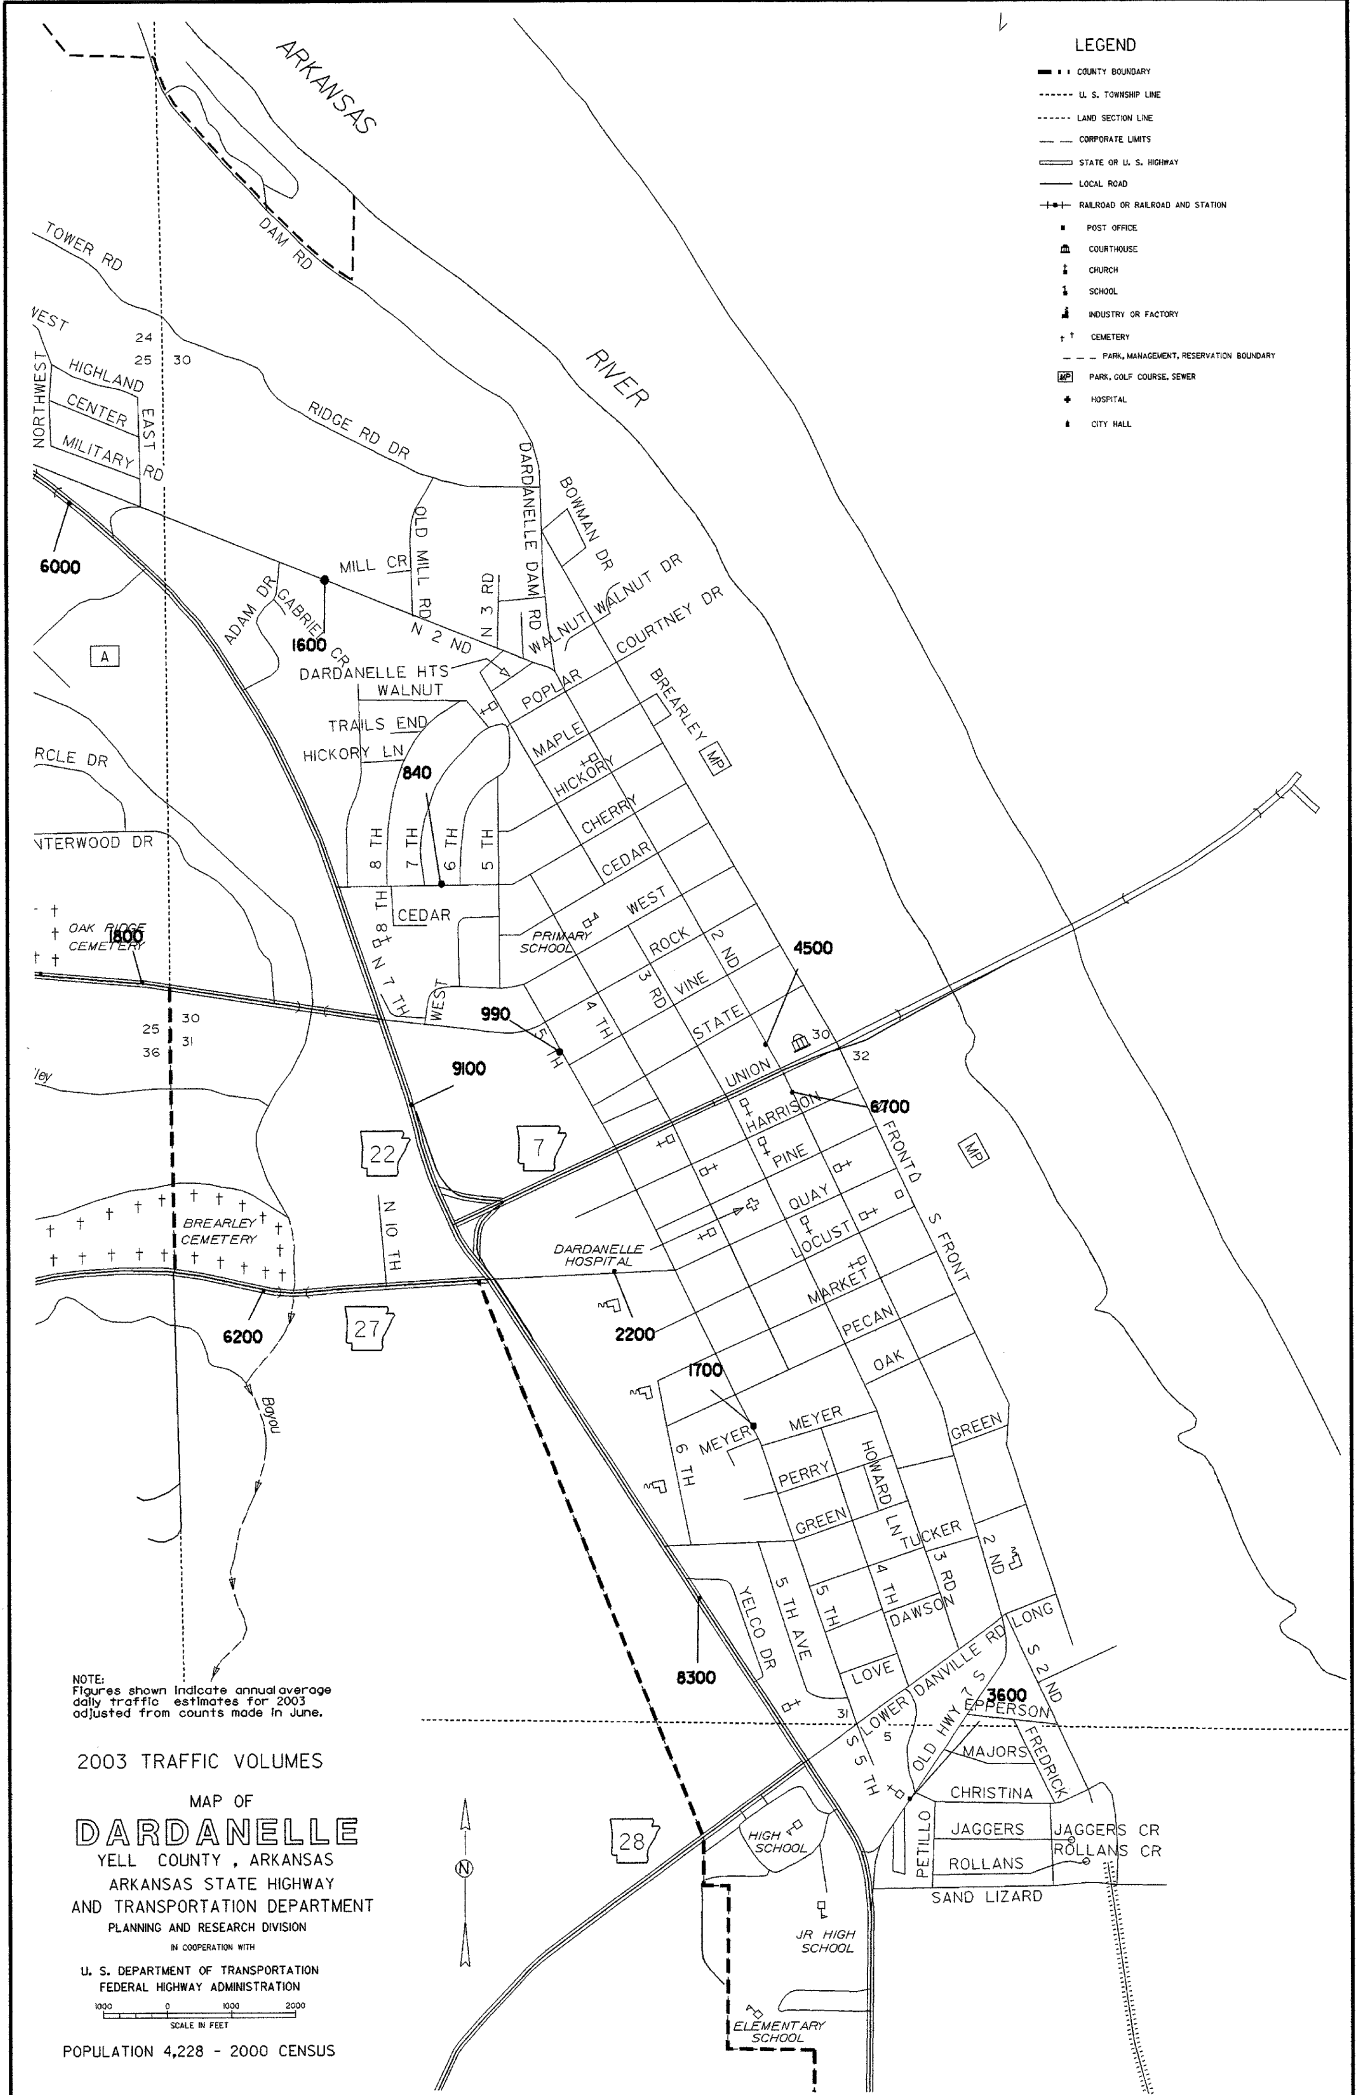 ARKANSAS
RIVER
LEGEND
COUNTY BOUNDARY
U. S. TOWNSHIP LINE
LAND SECTION LINE
CORPORATE LIMITS
STATE OR U. S. HIGHWAY
LOCAL ROAD
RAILROAD OR RAILROAD AND STATION
POST OFFICE
COURTHOUSE
CHURCH
SCHOOL
INDUSTRY OR FACTORY
CEMETERY
PARK, MANAGEMENT, RESERVATION BOUNDARY
MP PARK, GOLF COURSE, SEWER
HOSPITAL
CITY HALL
DAM RD
TOWER RD
WEST
24
25 30
NORTHWEST
HIGHLAND
CENTER
EAST
MILITARY RD
RIDGE RD DR
DARDANELLE DAM RD
BOWMAN DR
OLD MILL RD
6000
MILL CR
N 3 RD
WALNUT
WALNUT DR
COURTNEY DR
ADAM DR
GABRIEL CR
1600
N 2 ND
A
DARDANELLE HTS
WALNUT
POPLAR
BREARLEY
TRAILS END
MAPLE
MP
HICKORY LN
HICKORY
RCLE DR
840
CHERRY
8 TH
7 TH
6 TH
5 TH
NTERWOOD DR
CEDAR
8 TH
CEDAR
WEST
OAK RIDGE
CEMETERY
1800
PRIMARY
SCHOOL
ROCK
2 ND
4500
N 7 TH
WEST
3 RD
VINE
4 TH
990
5 TH
STATE
25 30
36 31
30
32
ley
9100
UNION
6700
HARRISON
22
7
S FRONT
MP
PINE
N 10 TH
QUAY
BREARLEY
CEMETERY
DARDANELLE
HOSPITAL
LOCUST
S FRONT
MARKET
6200
27
2200
PECAN
OAK
1700
Bayou
MEYER
MEYER
GREEN
6 TH
PERRY
HOWARD LN
GREEN
TUCKER
2 ND
3 RD
4 TH
5 TH
5 TH AVE
YELCO DR
DAWSON
LONG
LOVE
LOWER DANVILLE RD
S 2 ND
8300
3600
31
5
OLD HWY 7 S
EPPERSON
S 5 TH
MAJORS
FREDRICK
CHRISTINA
PETILLO
JAGGERS
JAGGERS CR
ROLLANS
ROLLANS CR
SAND LIZARD
28
HIGH
SCHOOL
JR HIGH
SCHOOL
ELEMENTARY
SCHOOL
NOTE:
Figures shown indicate annual average
daily traffic estimates for 2003
adjusted from counts made in June.
2003 TRAFFIC VOLUMES
MAP OF
DARDANELLE
YELL COUNTY , ARKANSAS
ARKANSAS STATE HIGHWAY
AND TRANSPORTATION DEPARTMENT
PLANNING AND RESEARCH DIVISION
IN COOPERATION WITH
U. S. DEPARTMENT OF TRANSPORTATION
FEDERAL HIGHWAY ADMINISTRATION
1000 0 1000 2000
SCALE IN FEET
POPULATION 4,228 - 2000 CENSUS
N